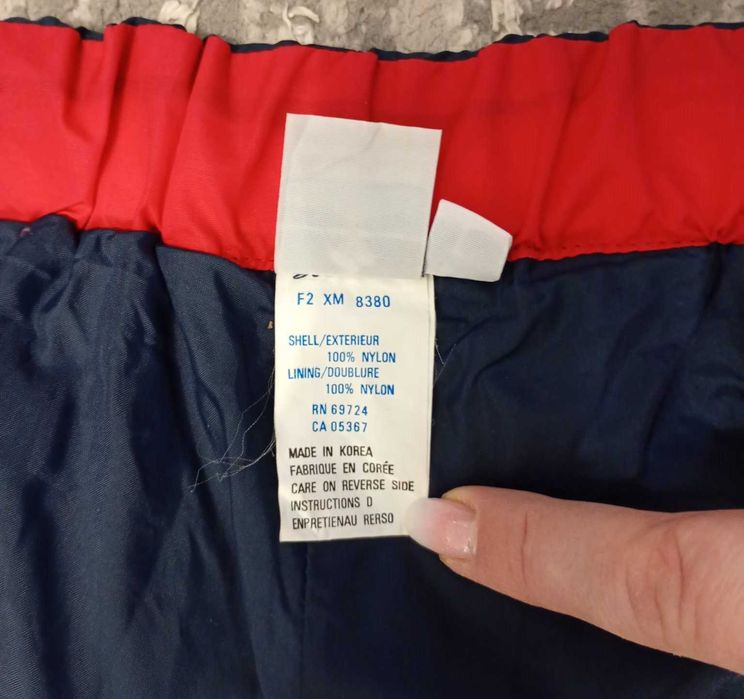 F2 XM 8380
SHELL/EXTERIEUR
100% NYLON
LINING/DOUBLURE
100% NYLON
RN 69724
CA 05367
MADE IN KOREA
FABRIQUE EN CORÉE
CARE ON REVERSE SIDE
INSTRUCTIONS D
ENPRETIENAU RERSO